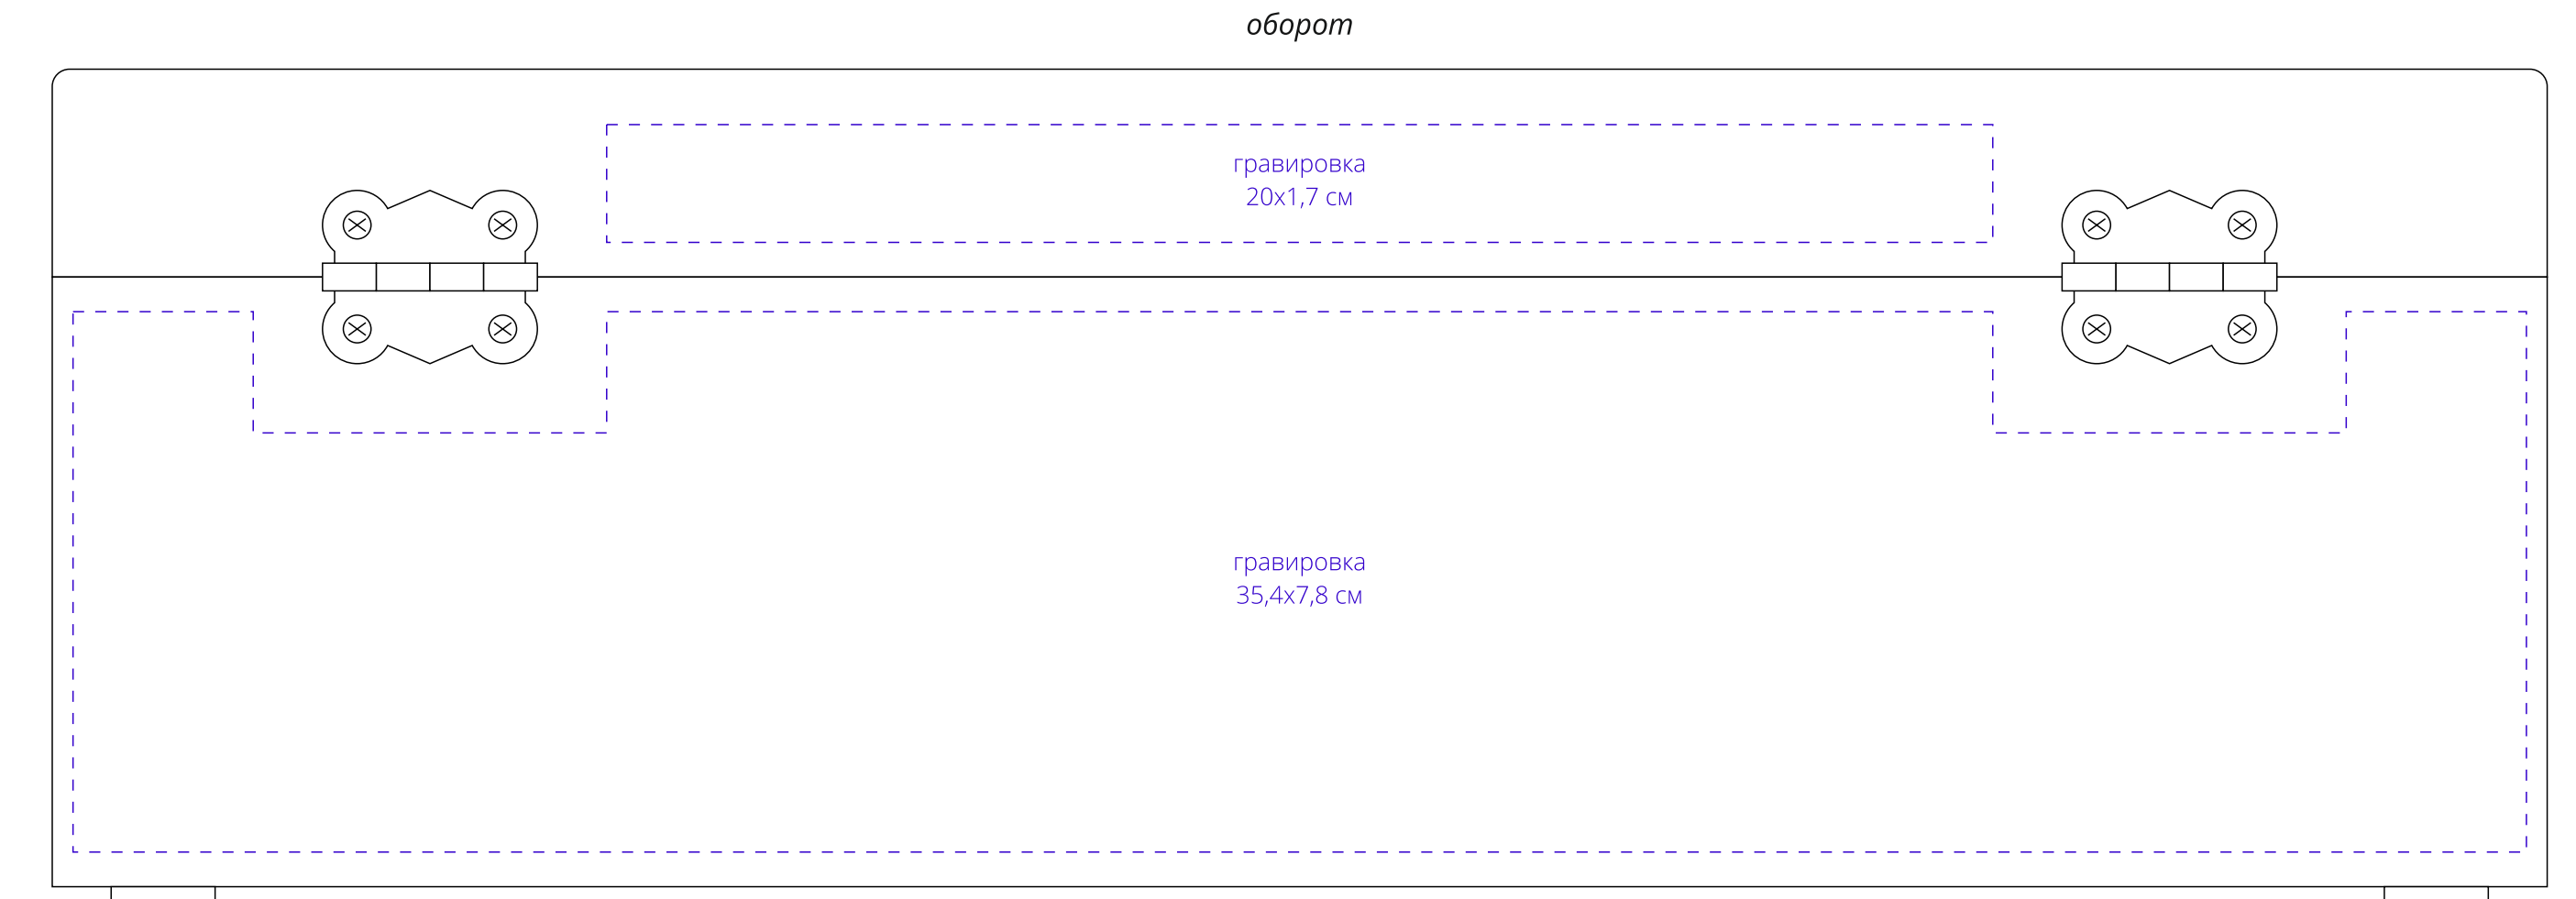 оборот
гравировка
20х1,7 см
гравировка
35,4х7,8 см